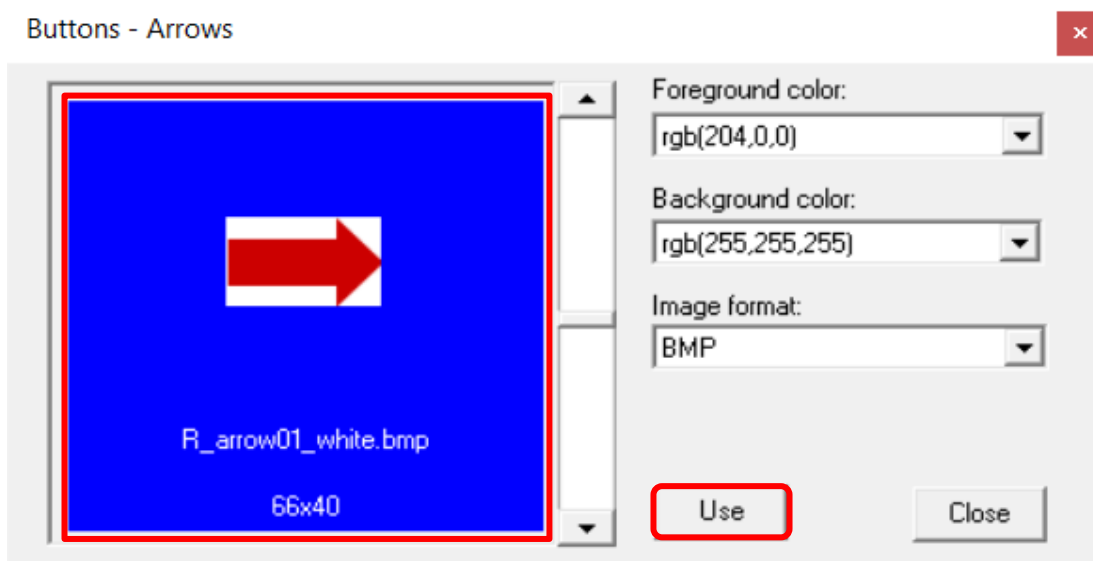 Buttons - Arrows
Foreground color:
rgb(204,0,0)
Background color:
rgb(255,255,255)
Image format:
BMP
R_arrow01_white.bmp
66x40
Use
Close